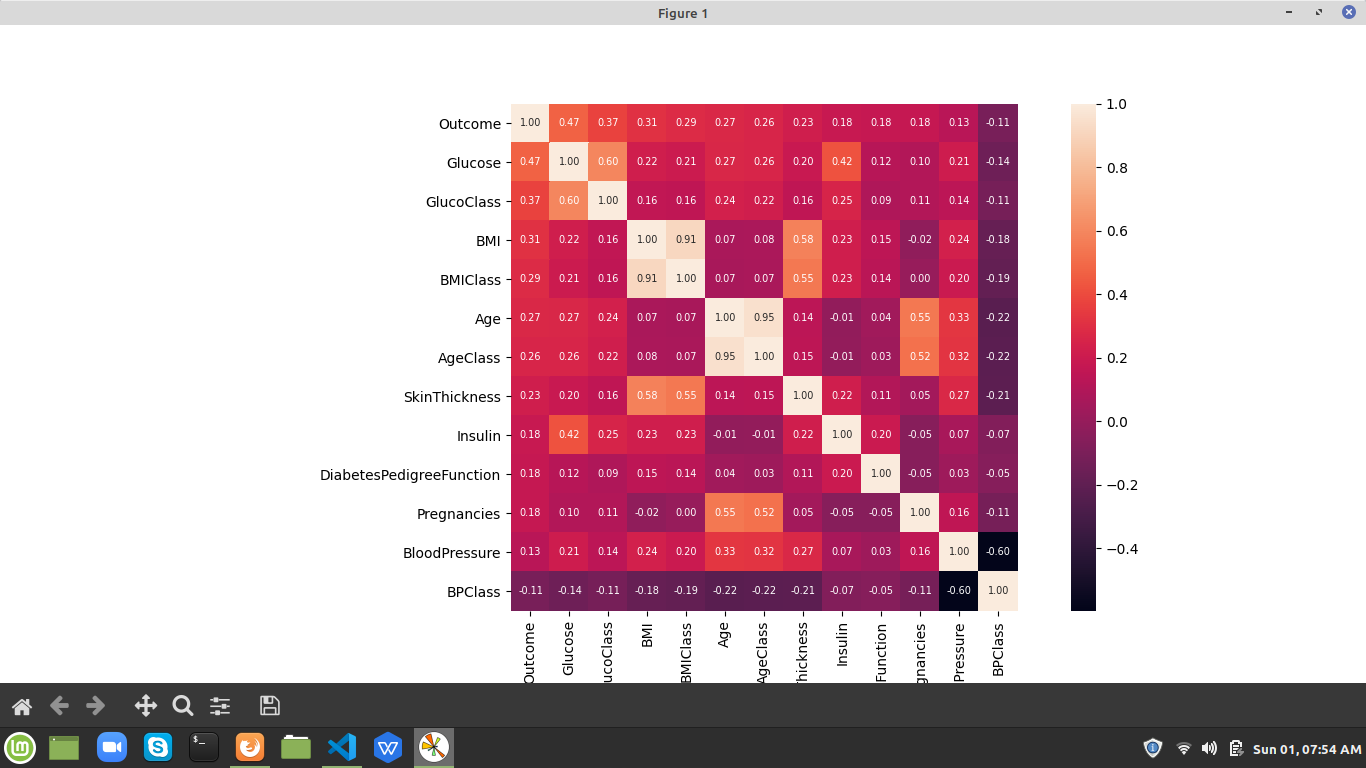 Figure 1
Outcome 1.00 0.47 0.37 0.31 0.29 0.27 0.26 0.23 0.18 0.18 0.18 0.13 -0.11
Glucose 0.47 1.00 0.60 0.22 0.21 0.27 0.26 0.20 0.42 0.12 0.10 0.21 -0.14
GlucoClass 0.37 0.60 1.00 0.16 0.16 0.24 0.22 0.16 0.25 0.09 0.11 0.14 -0.11
BMI 0.31 0.22 0.16 1.00 0.91 0.07 0.08 0.58 0.23 0.15 -0.02 0.24 -0.18
BMIClass 0.29 0.21 0.16 0.91 1.00 0.07 0.07 0.55 0.23 0.14 0.00 0.20 -0.19
Age 0.27 0.27 0.24 0.07 0.07 1.00 0.95 0.14 -0.01 0.04 0.55 0.33 -0.22
AgeClass 0.26 0.26 0.22 0.08 0.07 0.95 1.00 0.15 -0.01 0.03 0.52 0.32 -0.22
SkinThickness 0.23 0.20 0.16 0.58 0.55 0.14 0.15 1.00 0.22 0.11 0.05 0.27 -0.21
Insulin 0.18 0.42 0.25 0.23 0.23 -0.01 -0.01 0.22 1.00 0.20 -0.05 0.07 -0.07
DiabetesPedigreeFunction 0.18 0.12 0.09 0.15 0.14 0.04 0.03 0.11 0.20 1.00 -0.05 0.03 -0.05
Pregnancies 0.18 0.10 0.11 -0.02 0.00 0.55 0.52 0.05 -0.05 -0.05 1.00 0.16 -0.11
BloodPressure 0.13 0.21 0.14 0.24 0.20 0.33 0.32 0.27 0.07 0.03 0.16 1.00 -0.60
BPClass -0.11 -0.14 -0.11 -0.18 -0.19 -0.22 -0.22 -0.21 -0.07 -0.05 -0.11 -0.60 1.00
Outcome
Glucose
ucoClass
BMI
BMIClass
Age
AgeClass
Thickness
Insulin
Function
gnancies
Pressure
BPClass
1.0
0.8
0.6
0.4
0.2
0.0
−0.2
−0.4
Sun 01, 07:54 AM